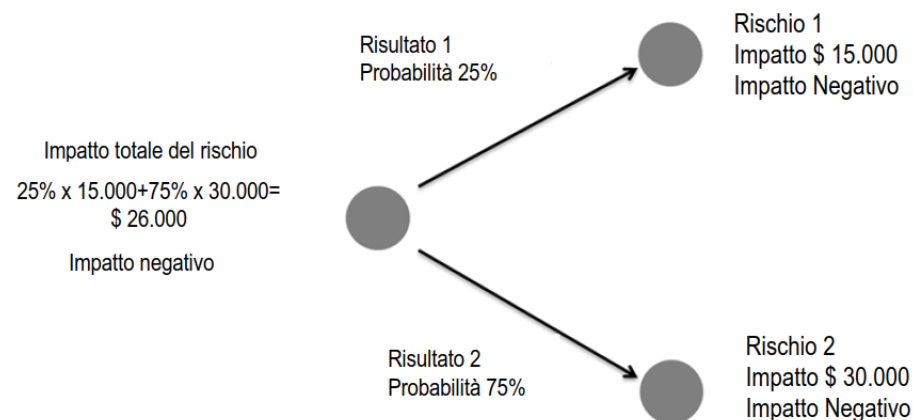 Risultato 1
Probabilità 25%
Rischio 1
Impatto $ 15.000
Impatto Negativo
Impatto totale del rischio
25% x 15.000+75% x 30.000=
$ 26.000
Impatto negativo
Risultato 2
Probabilità 75%
Rischio 2
Impatto $ 30.000
Impatto Negativo